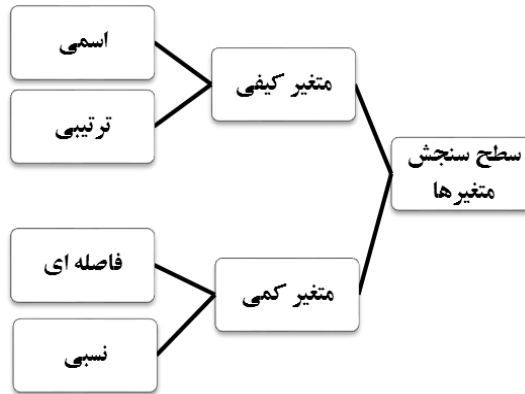 سطح سنجش
متغیرها
متغیر کیفی
اسمی
ترتیبی
متغیر کمی
فاصله ای
نسبی